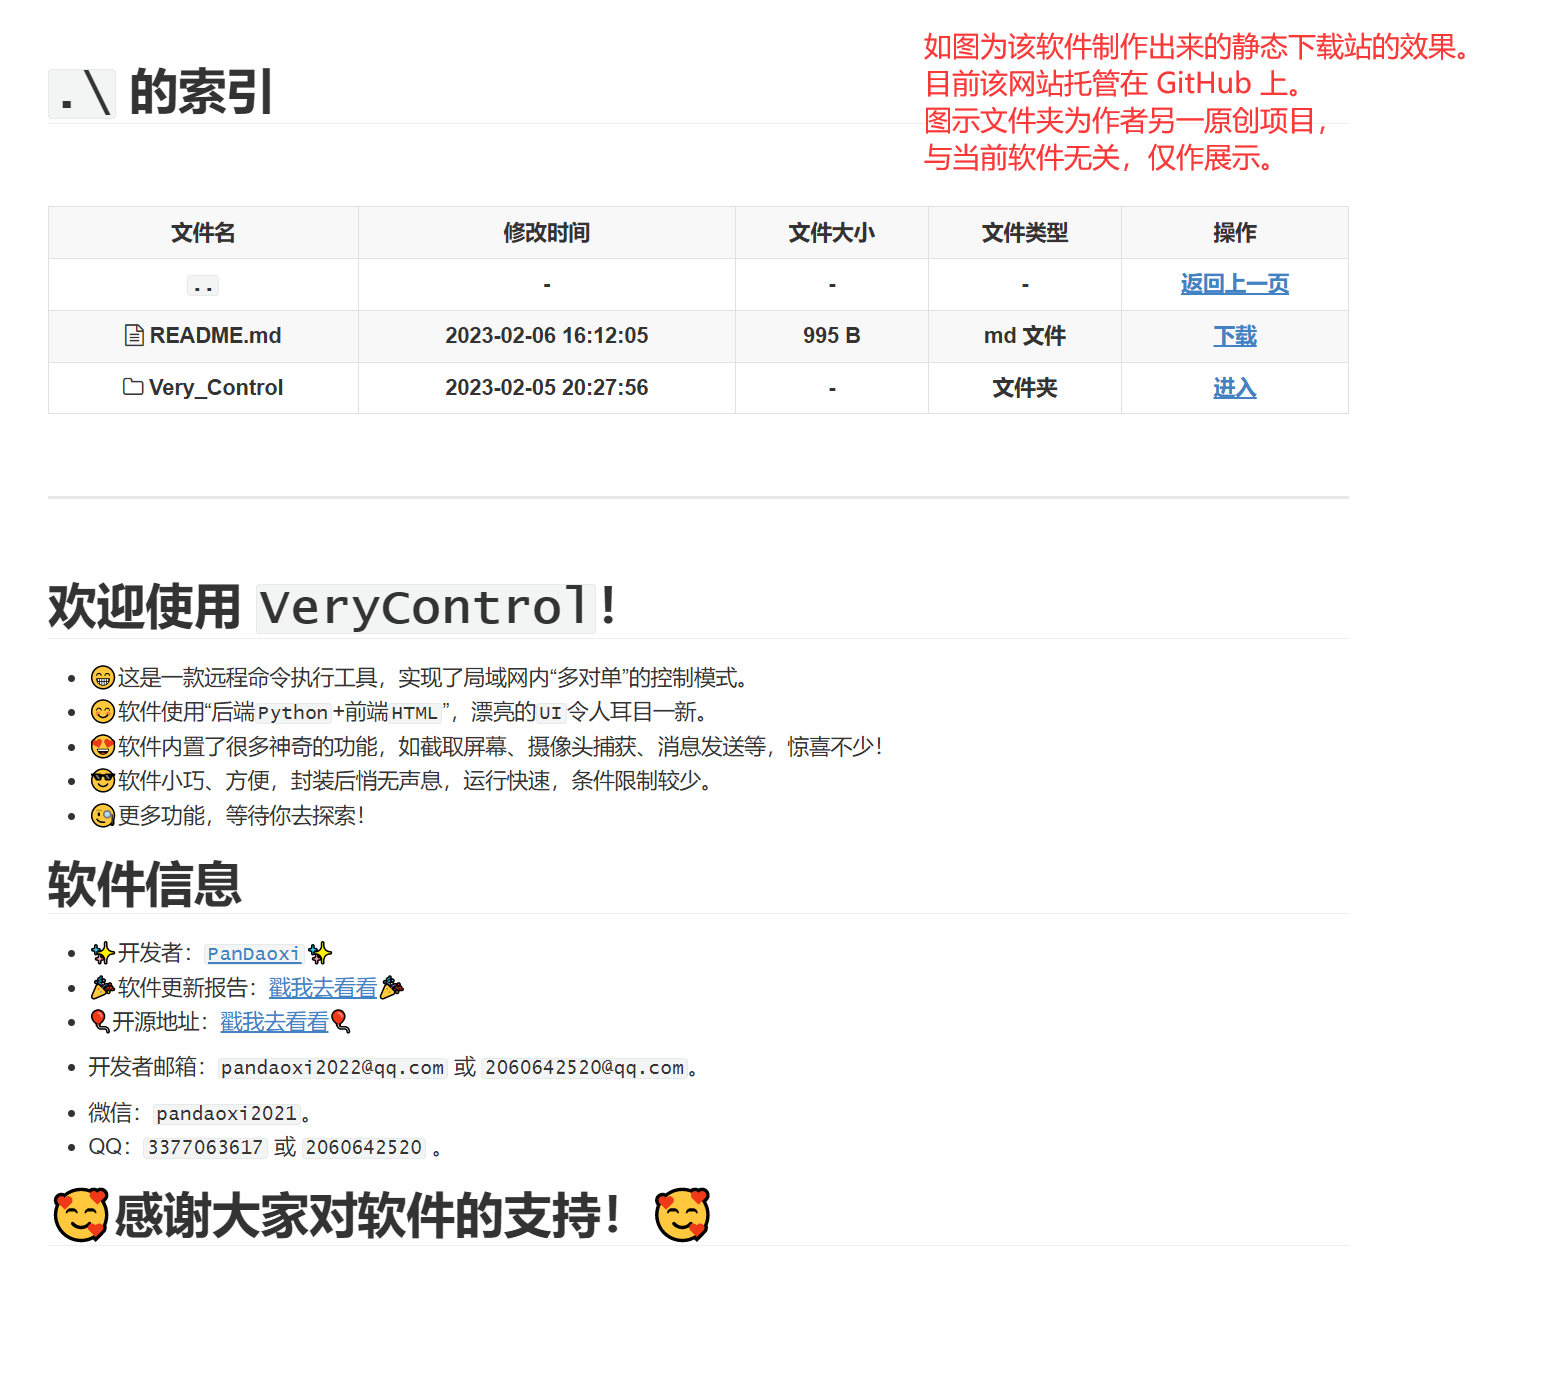 如图为该软件制作出来的静态下载站的效果。
目前该网站托管在 GitHub 上。
图示文件夹为作者另一原创项目，
与当前软件无关，仅作展示。
.\ 的索引
文件名 修改时间 文件大小 文件类型 操作
.. - - - 返回上一页
README.md 2023-02-06 16:12:05 995 B md 文件 下载
Very_Control 2023-02-05 20:27:56 - 文件夹 进入
欢迎使用 VeryControl！
😁这是一款远程命令执行工具，实现了局域网内“多对单”的控制模式。
😊软件使用“后端Python+前端HTML”，漂亮的UI令人耳目一新。
😍软件内置了很多神奇的功能，如截取屏幕、摄像头捕获、消息发送等，惊喜不少！
😎软件小巧、方便，封装后悄无声息，运行快速，条件限制较少。
🧐更多功能，等待你去探索！
软件信息
✨开发者：PanDaoxi✨
🎉软件更新报告：戳我去看看🎉
🎈开源地址：戳我去看看🎈
开发者邮箱：pandaoxi2022@qq.com 或 2060642520@qq.com。
微信：pandaoxi2021。
QQ：3377063617 或 2060642520 。
🥰感谢大家对软件的支持！🥰